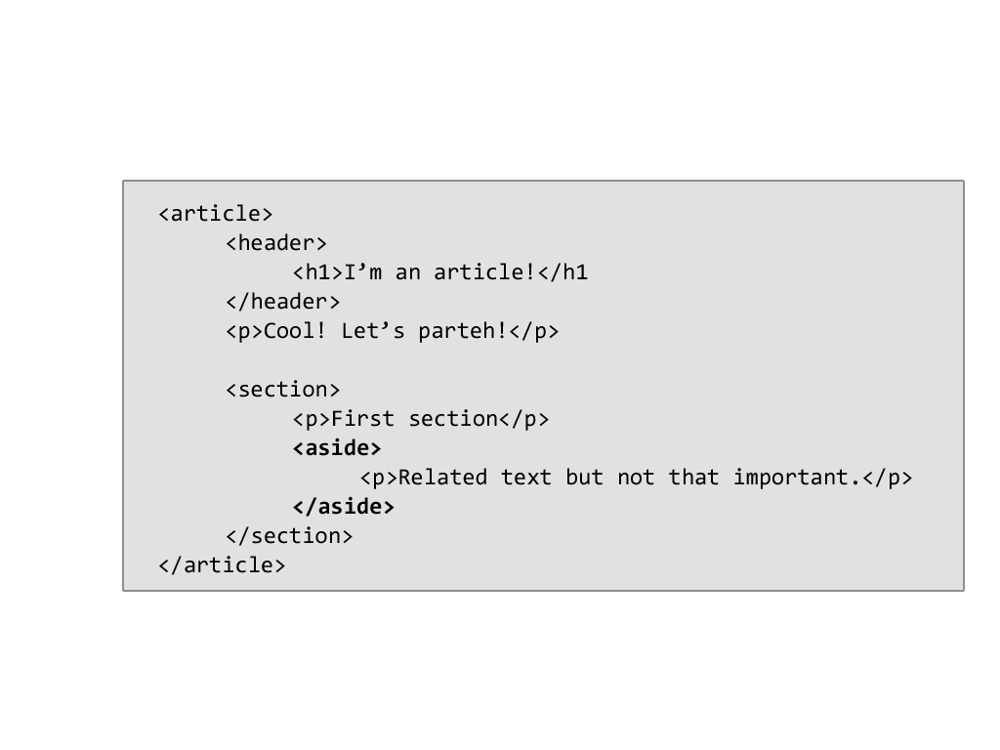 <article>
<header>
<h1>I’m an article!</h1
</header>
<p>Cool! Let’s parteh!</p>
<section>
<p>First section</p>
<aside>
<p>Related text but not that important.</p>
</aside>
</section>
</article>